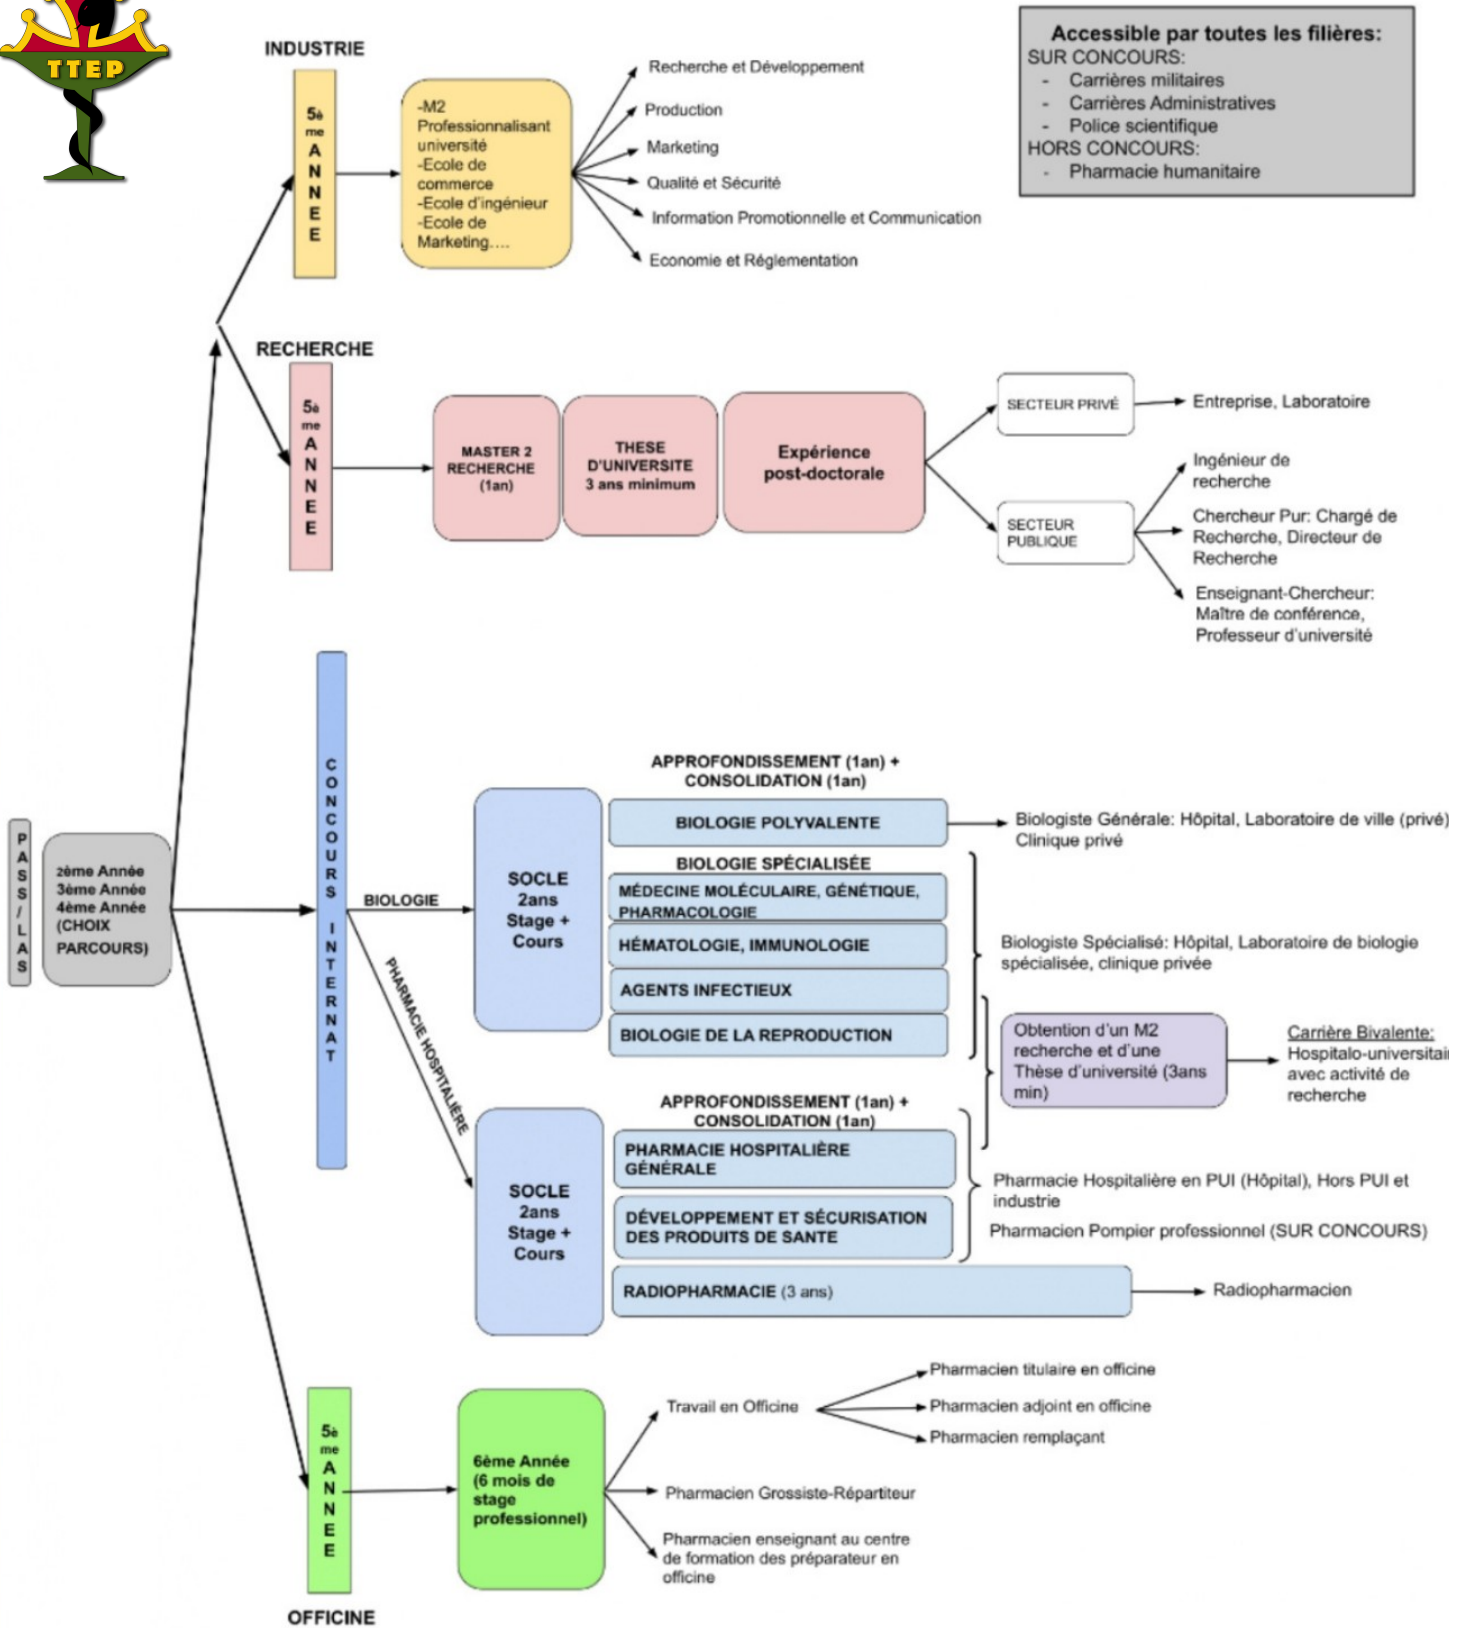 TTEP
INDUSTRIE
5è
me
A
N
N
E
E
-M2
Professionnalisant
université
-Ecole de
commerce
-Ecole d'ingénieur
-Ecole de
Marketing....
Recherche et Développement
Production
Marketing
Qualité et Sécurité
Information Promotionnelle et Communication
Economie et Réglementation
Accessible par toutes les filières:
SUR CONCOURS:
- Carrières militaires
- Carrières Administratives
- Police scientifique
HORS CONCOURS:
- Pharmacie humanitaire
RECHERCHE
5è
me
A
N
N
E
E
MASTER 2
RECHERCHE
(1an)
THESE
D'UNIVERSITE
3 ans minimum
Expérience
post-doctorale
SECTEUR PRIVÉ
Entreprise, Laboratoire
SECTEUR
PUBLIQUE
Ingénieur de
recherche
Chercheur Pur: Chargé de
Recherche, Directeur de
Recherche
Enseignant-Chercheur:
Maître de conférence,
Professeur d'université
P
A
S
S
/
L
A
S
2ème Année
3ème Année
4ème Année
(CHOIX
PARCOURS)
C
O
N
C
O
U
R
S
I
N
T
E
R
N
A
T
BIOLOGIE
PHARMACIE HOSPITALIÈRE
SOCLE
2ans
Stage +
Cours
APPROFONDISSEMENT (1an) +
CONSOLIDATION (1an)
BIOLOGIE POLYVALENTE
BIOLOGIE SPÉCIALISÉE
MÉDECINE MOLÉCULAIRE, GÉNÉTIQUE,
PHARMACOLOGIE
HÉMATOLOGIE, IMMUNOLOGIE
AGENTS INFECTIEUX
BIOLOGIE DE LA REPRODUCTION
Biologiste Générale: Hôpital, Laboratoire de ville (privé)
Clinique privé
Biologiste Spécialisé: Hôpital, Laboratoire de biologie
spécialisée, clinique privée
Obtention d'un M2
recherche et d'une
Thèse d'université (3ans
min)
Carrière Bivalente:
Hospitalo-universitai
avec activité de
recherche
SOCLE
2ans
Stage +
Cours
APPROFONDISSEMENT (1an) +
CONSOLIDATION (1an)
PHARMACIE HOSPITALIÈRE
GÉNÉRALE
DÉVELOPPEMENT ET SÉCURISATION
DES PRODUITS DE SANTE
RADIOPHARMACIE (3 ans)
Pharmacie Hospitalière en PUI (Hôpital), Hors PUI et
industrie
Pharmacien Pompier professionnel (SUR CONCOURS)
Radiopharmacien
5è
me
A
N
N
E
E
OFFICINE
6ème Année
(6 mois de
stage
professionnel)
Travail en Officine
Pharmacien titulaire en officine
Pharmacien adjoint en officine
Pharmacien remplaçant
Pharmacien Grossiste-Répartiteur
Pharmacien enseignant au centre
de formation des préparateur en
officine